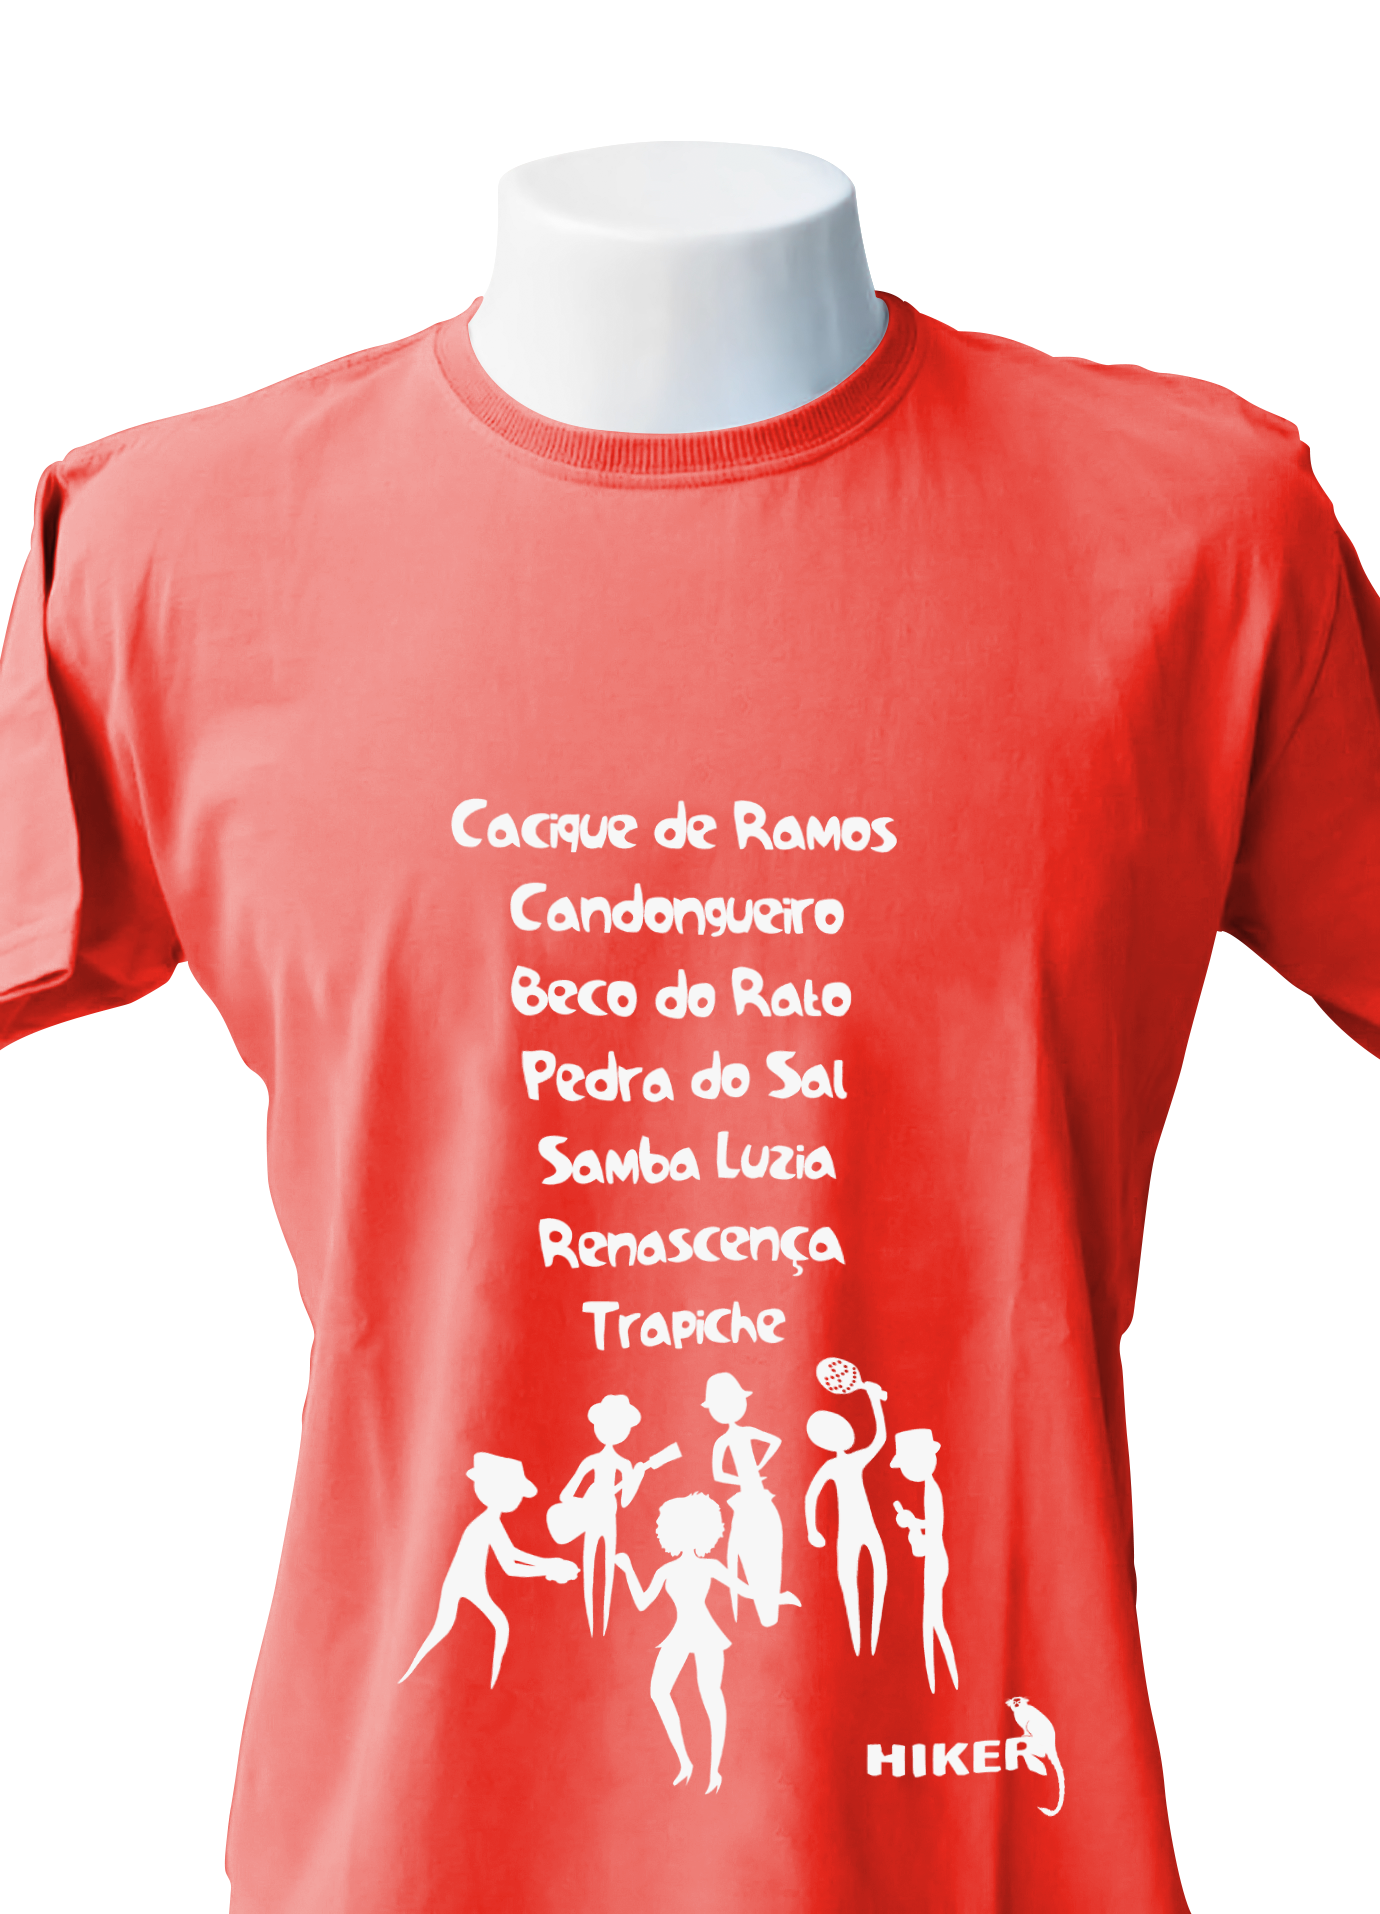 Cacique de Ramos
Candongueiro
Beco do Rato
Pedra do Sal
Samba Luzia
Renascença
Trapiche
HIKER